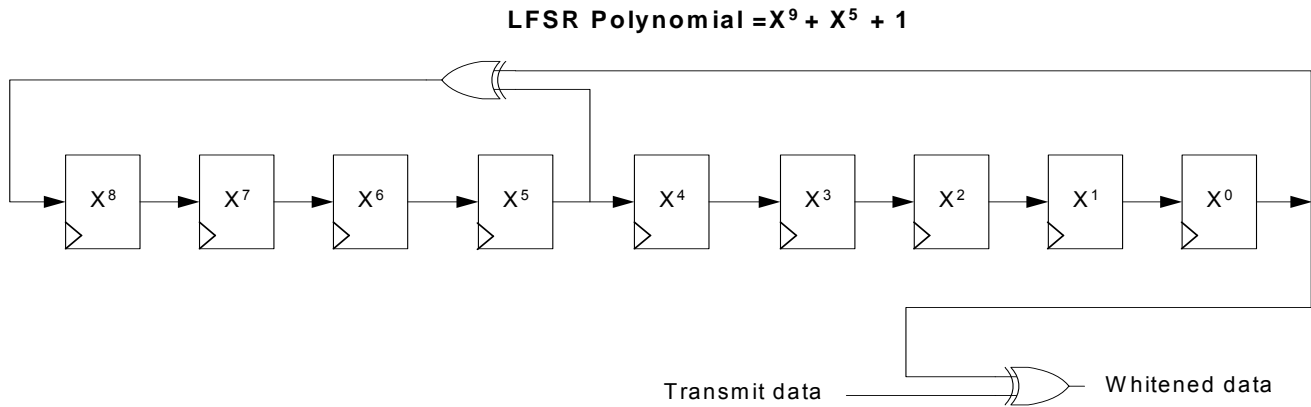 LFSR Polynomial =X⁹ + X⁵ + 1
X⁸ X⁷ X⁶ X⁵ X⁴ X³ X² X¹ X⁰
Transmit data
Whitened data